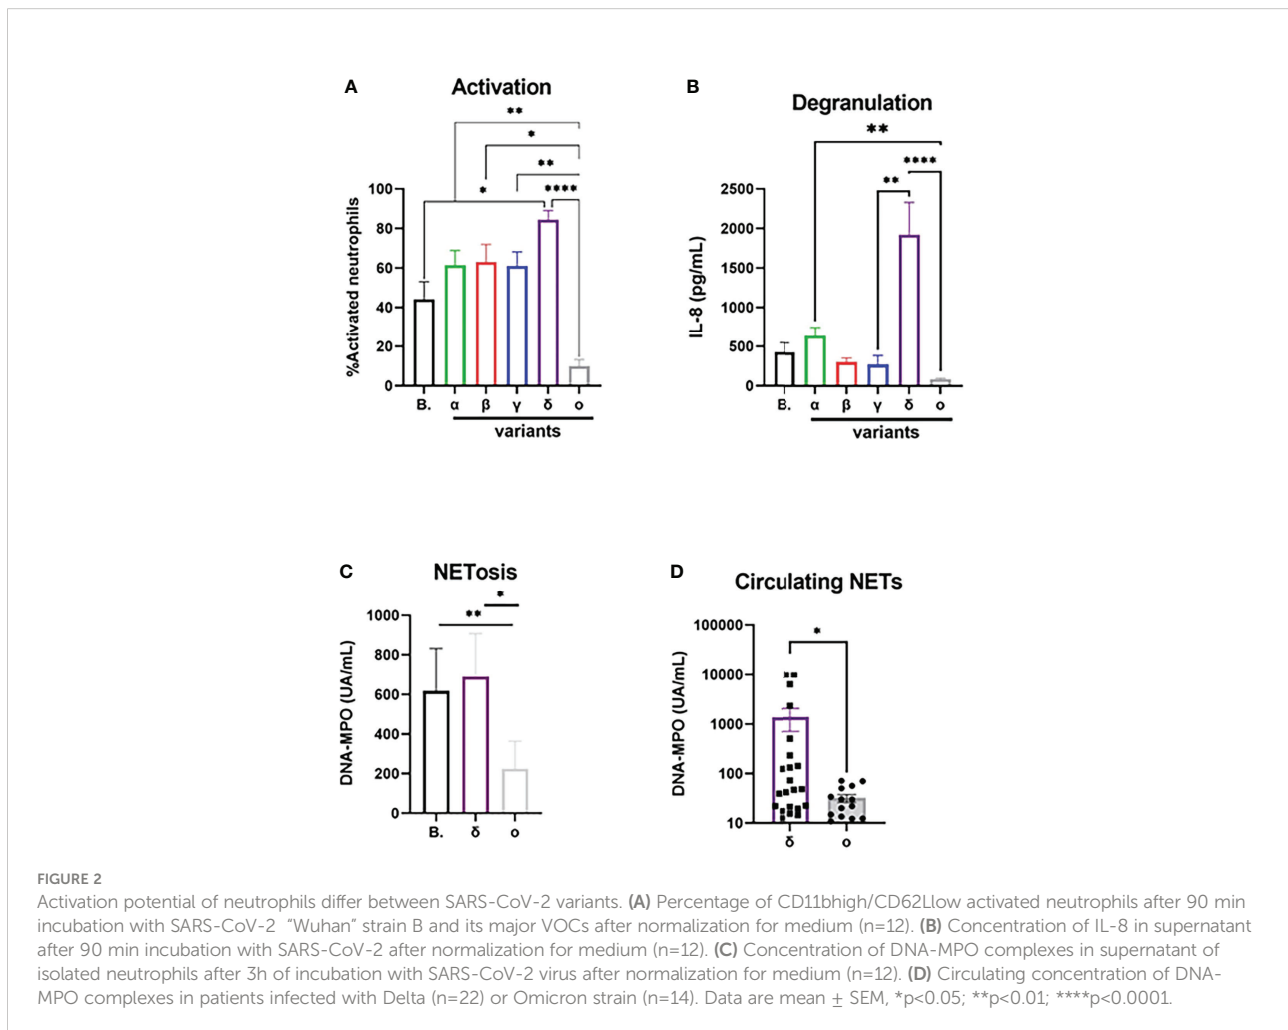 A
Activation
**
*
**
*
****
%Activated neutrophils
100
80
60
40
20
0
B.
α
β
γ
δ
ο
variants
B
Degranulation
**
****
**
IL-8 (pg/mL)
2500
2000
1500
1000
500
0
B.
α
β
γ
δ
ο
variants
C
NETosis
*
**
DNA-MPO (UA/mL)
1000
800
600
400
200
0
B.
δ
ο
D
Circulating NETs
*
DNA-MPO (UA/mL)
100000
10000
1000
100
10
δ
ο
FIGURE 2
Activation potential of neutrophils differ between SARS-CoV-2 variants. (A) Percentage of CD11bhigh/CD62Llow activated neutrophils after 90 min
incubation with SARS-CoV-2 "Wuhan" strain B and its major VOCs after normalization for medium (n=12). (B) Concentration of IL-8 in supernatant
after 90 min incubation with SARS-CoV-2 after normalization for medium (n=12). (C) Concentration of DNA-MPO complexes in supernatant of
isolated neutrophils after 3h of incubation with SARS-CoV-2 virus after normalization for medium (n=12). (D) Circulating concentration of DNA-
MPO complexes in patients infected with Delta (n=22) or Omicron strain (n=14). Data are mean ± SEM, *p<0.05; **p<0.01; ****p<0.0001.